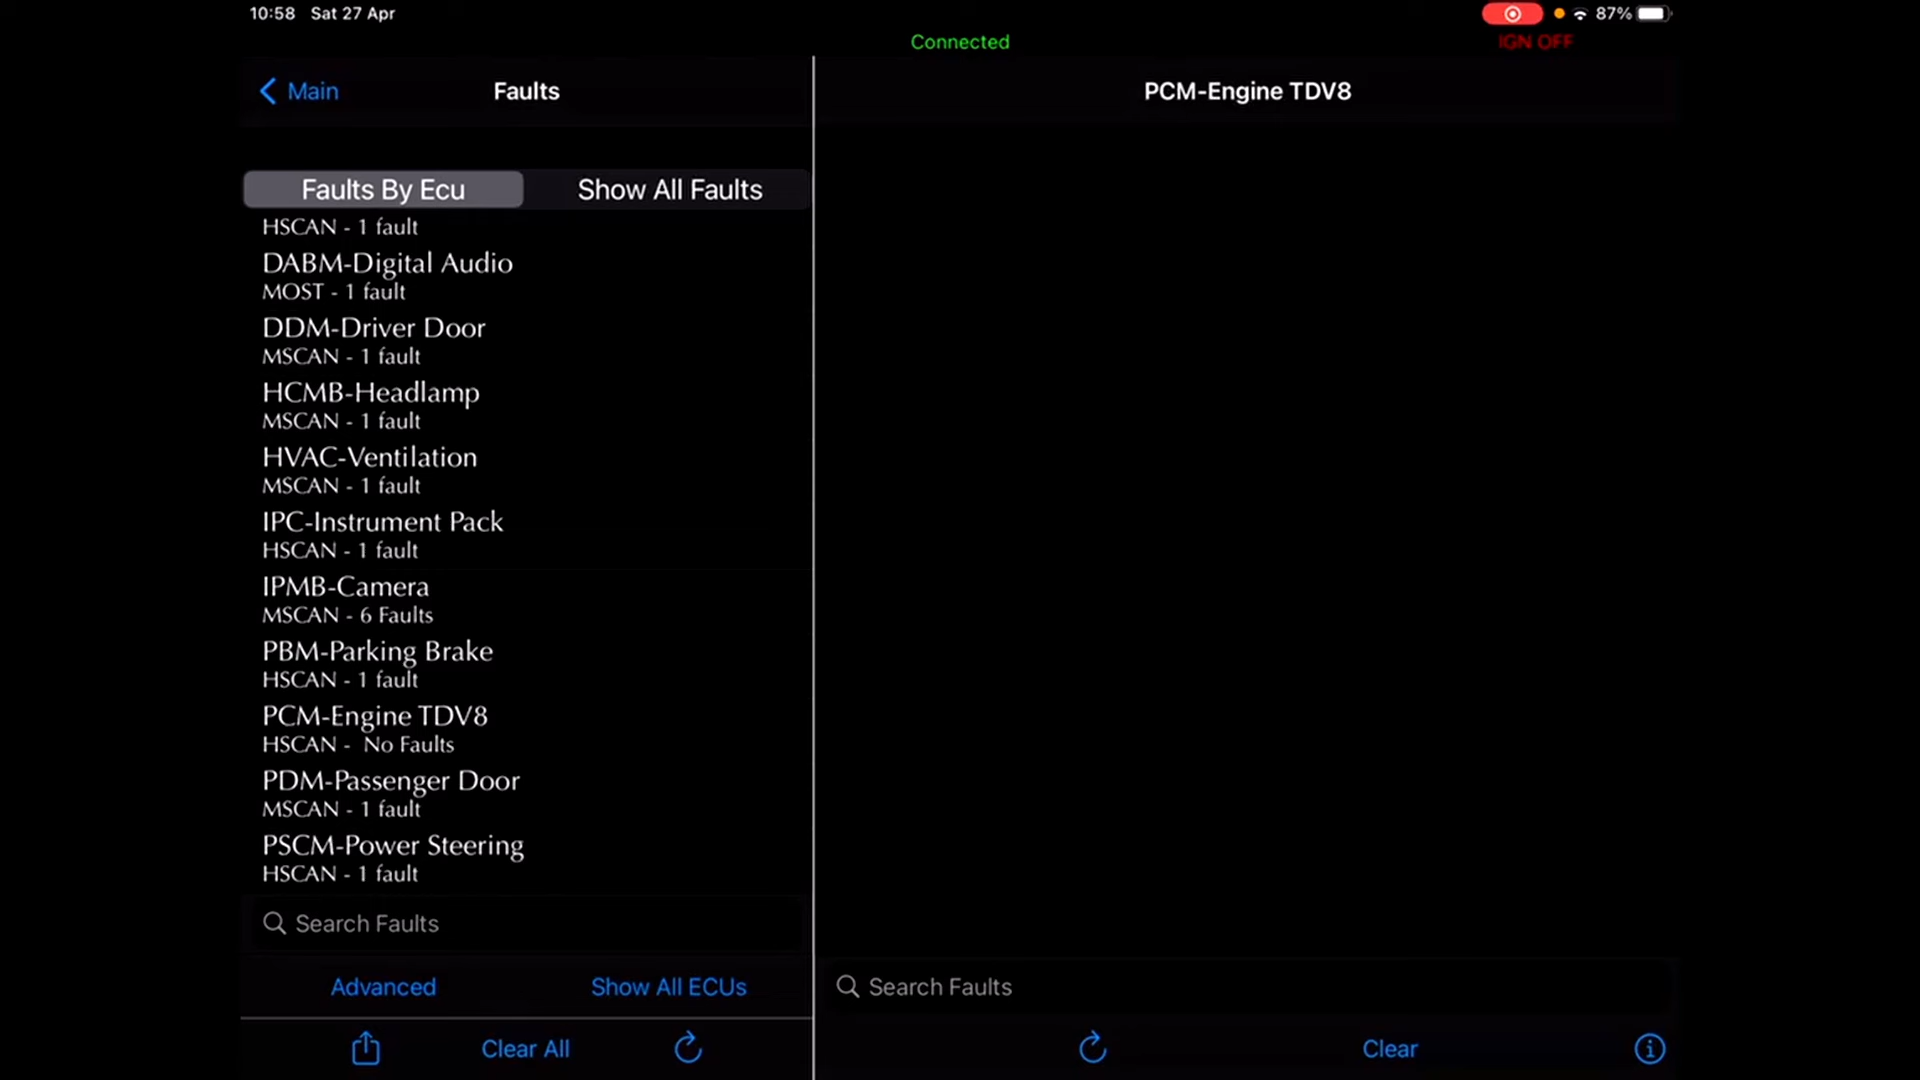 10:58 Sat 27 Apr
87%
Connected
IGN OFF
Main
Faults
PCM-Engine TDV8
Faults By Ecu
Show All Faults
HSCAN - 1 fault
DABM-Digital Audio
MOST - 1 fault
DDM-Driver Door
MSCAN - 1 fault
HCMB-Headlamp
MSCAN - 1 fault
HVAC-Ventilation
MSCAN - 1 fault
IPC-Instrument Pack
HSCAN - 1 fault
IPMB-Camera
MSCAN - 6 Faults
PBM-Parking Brake
HSCAN - 1 fault
PCM-Engine TDV8
HSCAN - No Faults
PDM-Passenger Door
MSCAN - 1 fault
PSCM-Power Steering
HSCAN - 1 fault
Search Faults
Advanced
Show All ECUs
Search Faults
Clear All
Clear